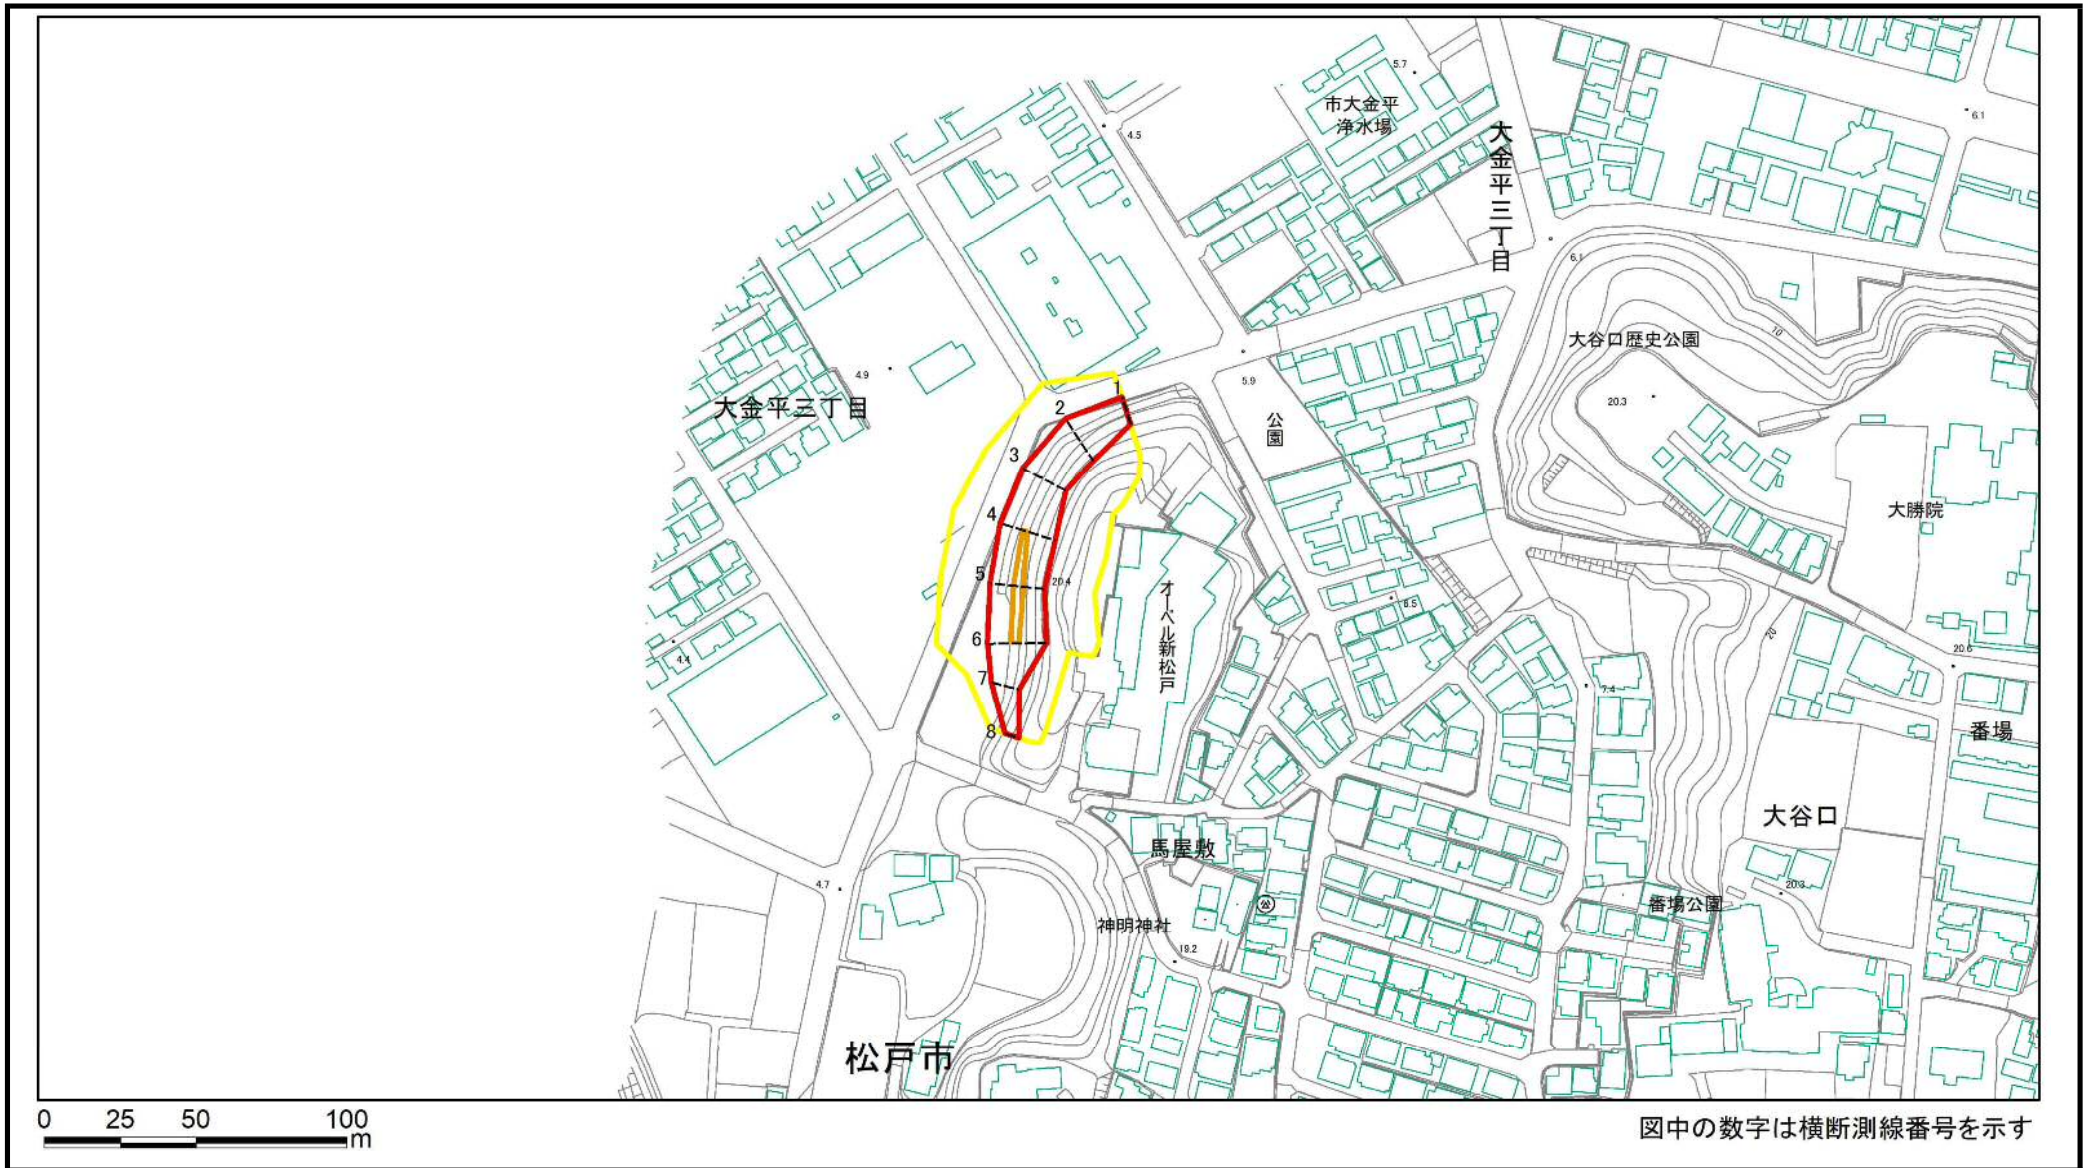 5.7
市大金平
浄水場
大金平三丁目
4.5
6.1
6.1
大谷口歴史公園
10
5.9
公園
20.3
4.9
大金平三丁目
1
2
3
4
5
6
7
8
20.4
オーベル新松戸
大勝院
6.5
20
20.6
4.4
7.4
番場
大谷口
馬屋敷
4.7
20.3
番場公園
公
神明神社
19.2
松戸市
0 25 50 100
m
図中の数字は横断測線番号を示す